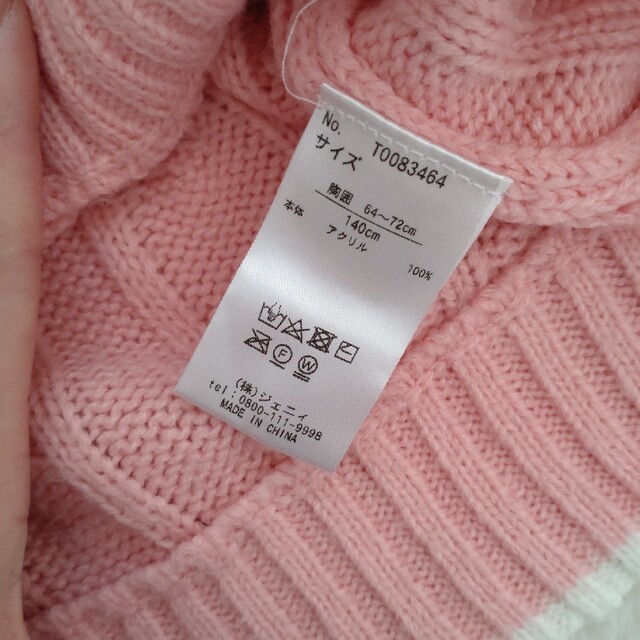 No. T0083464
サイズ
胸囲 64～72cm
140cm
本体 アクリル 100%
F W
(株)ジェニィ
tel.0800-111-9998
MADE IN CHINA